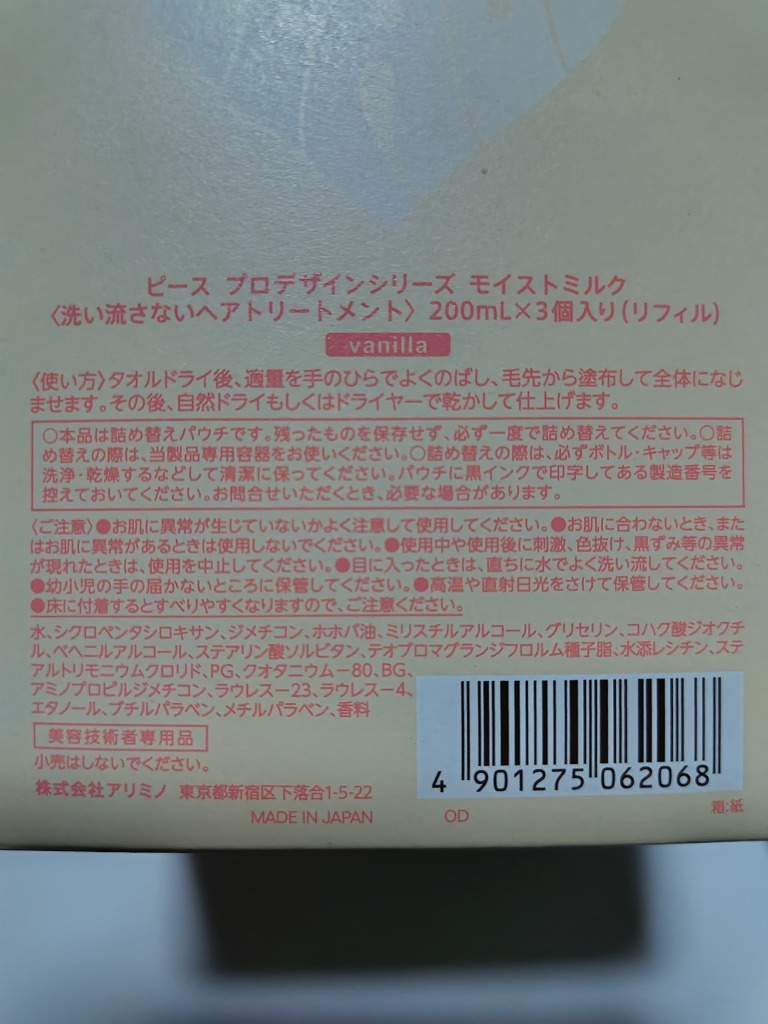 ピース プロデザインシリーズ モイストミルク
〈洗い流さないヘアトリートメント〉200mL×3個入り(リフィル)
vanilla
〈使い方〉タオルドライ後、適量を手のひらでよくのばし、毛先から塗布して全体になじ
ませます。その後、自然ドライもしくはドライヤーで乾かして仕上げます。
○本品は詰め替えパウチです。残ったものを保存せず、必ず一度で詰め替えてください。○詰
め替えの際は、当製品専用容器をお使いください。○詰め替えの際は、必ずボトル・キャップ等は
洗浄・乾燥するなどして清潔に保ってください。パウチに黒インクで印字してある製造番号を
控えておいてください。お問合せいただくとき、必要な場合があります。
〈ご注意〉●お肌に異常が生じていないかよく注意して使用してください。●お肌に合わないとき、また
はお肌に異常があるときは使用しないでください。●使用中や使用後に刺激、色抜け、黒ずみ等の異常
が現れたときは、使用を中止してください。●目に入ったときは、直ちに水でよく洗い流してください。
●幼小児の手の届かないところに保管してください。●高温や直射日光をさけて保管してください。
●床に付着するとすべりやすくなりますので、ご注意ください。
水、シクロペンタシロキサン、ジメチコン、ホホバ油、ミリスチルアルコール、グリセリン、コハク酸ジオクチ
ル、ベヘニルアルコール、ステアリン酸ソルビタン、テオブロマグランジフロルム種子脂、水添レシチン、ステ
アルトリモニウムクロリド、PG、クオタニウム－80、BG、
アミノプロピルジメチコン、ラウレス－23、ラウレス－4、
エタノール、ブチルパラベン、メチルパラベン、香料
美容技術者専用品
小売はしないでください。
株式会社アリミノ 東京都新宿区下落合1-5-22
MADE IN JAPAN OD
4 901275 062068
箱:紙